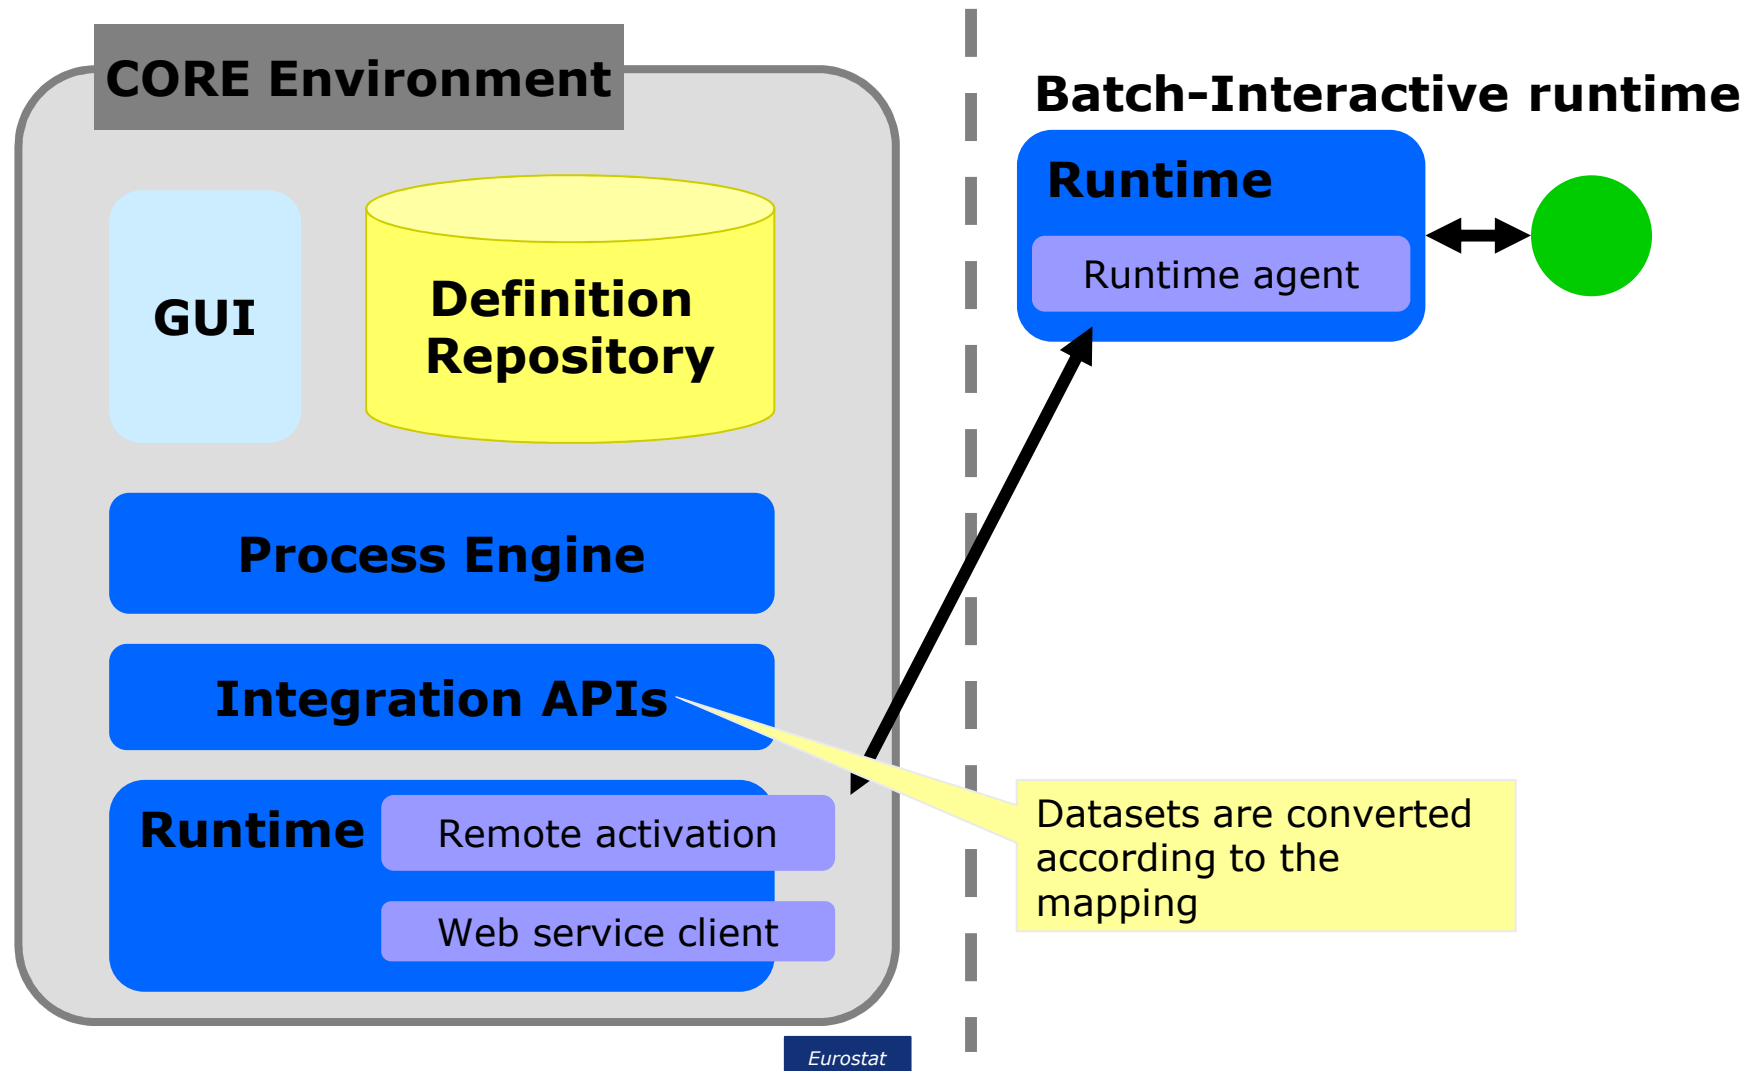 CORE Environment
Batch-Interactive runtime
Runtime
Runtime agent
GUI
Definition
Repository
Process Engine
Integration APIs
Runtime
Remote activation
Web service client
Datasets are converted
according to the
mapping
Eurostat